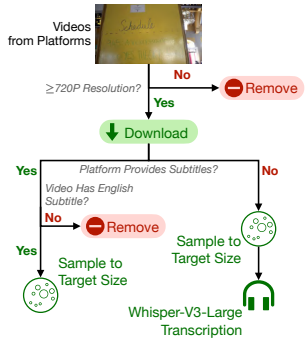 Videos
from Platforms
Schedule
≥720P Resolution?
No
Remove
Yes
Download
Yes
Platform Provides Subtitles?
No
Video Has English
Subtitle?
No
Remove
Yes
Sample to
Target Size
Sample to
Target Size
Whisper-V3-Large
Transcription